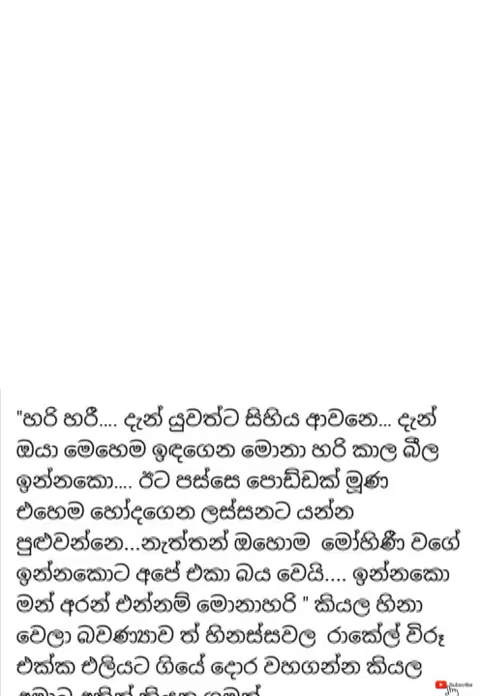 "හරි හරී.... දැන් යුවත්ට සිහිය ආවනෙ... දැන්
ඔයා මෙහෙම ඉඳගෙන මොනා හරි කාල බීල
ඉන්නකො.... ඊට පස්සෙ පොඩ්ඩක් මූණ
එහෙම හෝදගෙන ලස්සනට යන්න
පුළුවන්නෙ...නැත්තන් ඔහොම මෝහිණී වගේ
ඉන්නකොට අපේ එකා බය වෙයි.... ඉන්නකො
මන් අරන් එන්නම් මොනාහරි " කියල හිනා
වෙලා බවණ්‍යාව ත් හිනස්සවල රාකේල් විරූ
එක්ක එලියට ගියේ දොර වහගන්න කියල
Subscribe